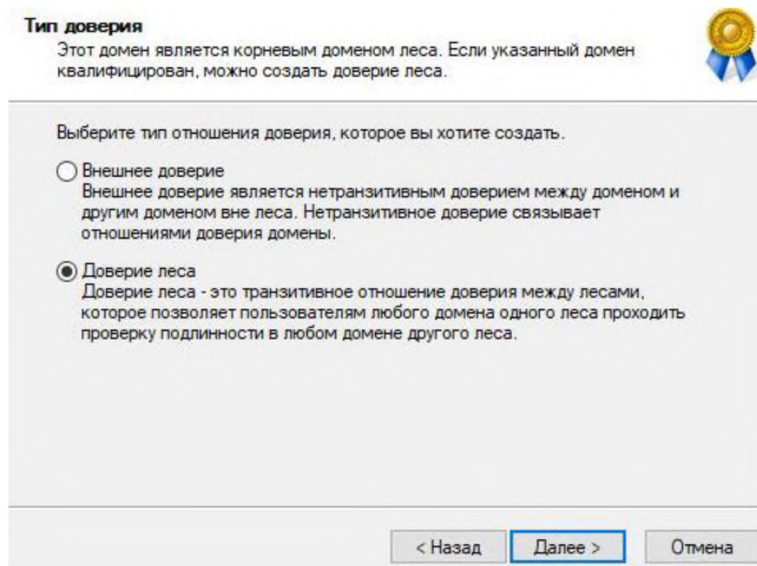 Тип доверия
Этот домен является корневым доменом леса. Если указанный домен
квалифицирован, можно создать доверие леса.
Выберите тип отношения доверия, которое вы хотите создать.
Внешнее доверие
Внешнее доверие является нетранзитивным доверием между доменом и
другим доменом вне леса. Нетранзитивное доверие связывает
отношениями доверия домены.
Доверие леса
Доверие леса - это транзитивное отношение доверия между лесами,
которое позволяет пользователям любого домена одного леса проходить
проверку подлинности в любом домене другого леса.
< Назад Далее > Отмена